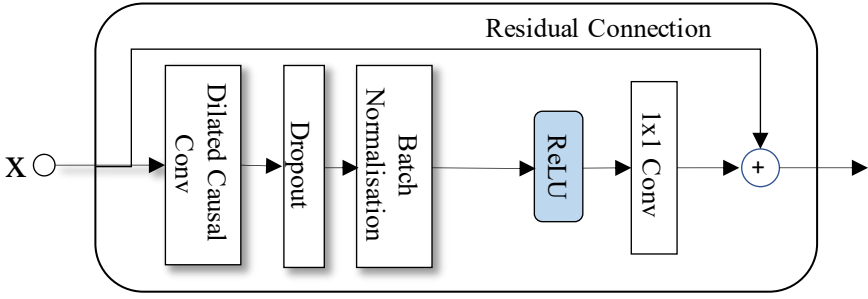 Residual Connection
X
Dilated Causal
Conv
Dropout
Batch
Normalisation
ReLU
1x1 Conv
+